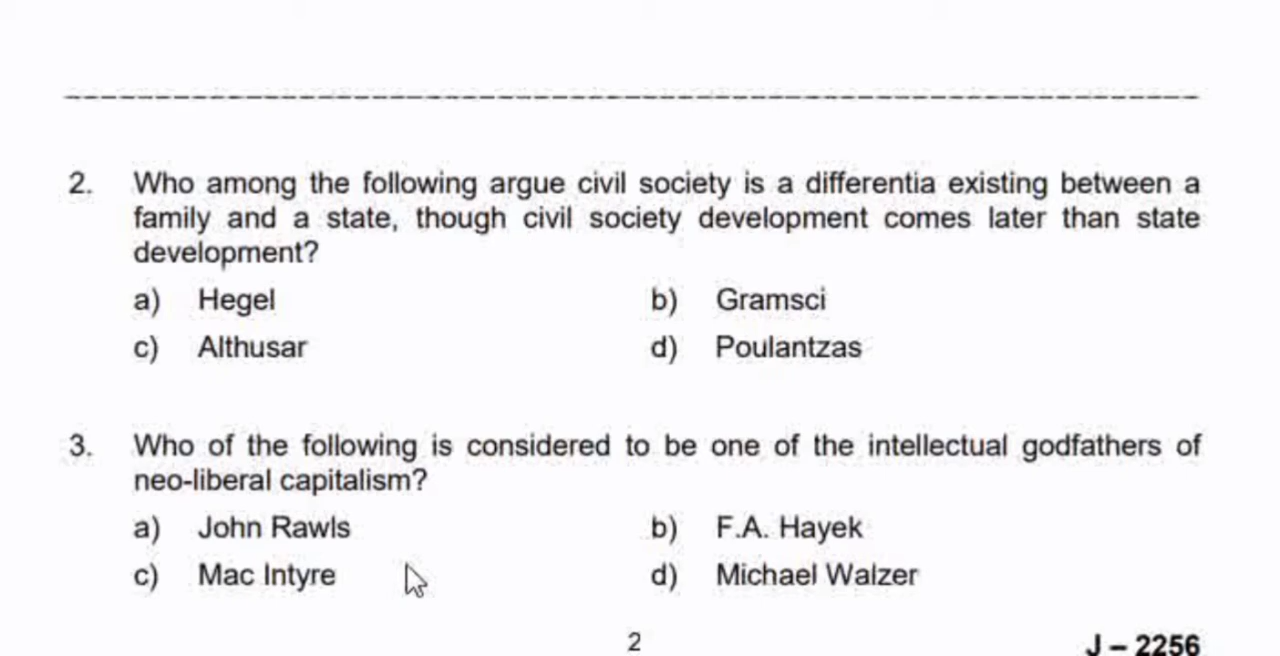 2. Who among the following argue civil society is a differentia existing between a
family and a state, though civil society development comes later than state
development?
a) Hegel b) Gramsci
c) Althusar d) Poulantzas
3. Who of the following is considered to be one of the intellectual godfathers of
neo-liberal capitalism?
a) John Rawls b) F.A. Hayek
c) Mac Intyre d) Michael Walzer
2 J – 2256